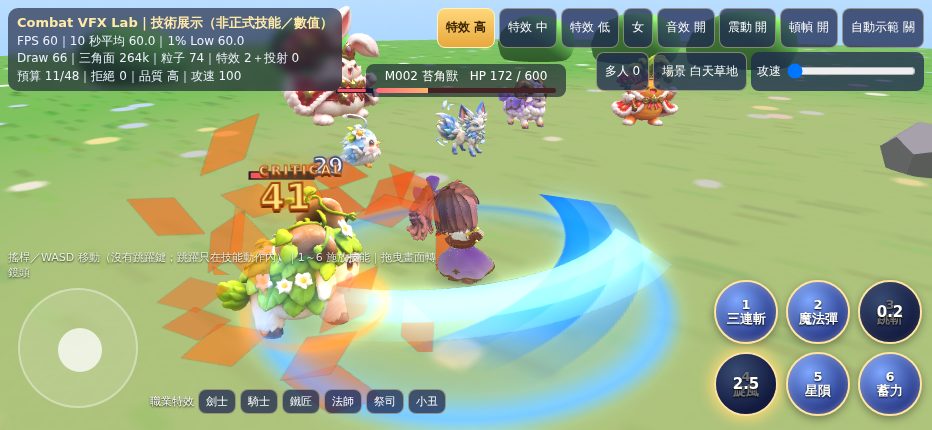 Combat VFX Lab｜技術展示（非正式技能／數值）
FPS 60｜10 秒平均 60.0｜1% Low 60.0
Draw 66｜三角面 264k｜粒子 74｜特效 2＋投射 0
預算 11/48｜拒絕 0｜品質 高｜攻速 100
特效 高
特效 中
特效 低
女
音效 開
震動 開
頓幀 開
自動示範 關
多人 0
場景 白天草地
攻速
M002 苔角獸 HP 172 / 600
CRITICAL
29
41
搖桿／WASD 移動（沒有跳躍鍵；跳躍只在技能動作內）｜1～6 施放技能｜拖曳畫面轉
鏡頭
1
三連斬
2
魔法彈
3
0.2
4
2.5
旋風
5
星隕
6
蓄力
職業特效
劍士
騎士
鐵匠
法師
祭司
小丑